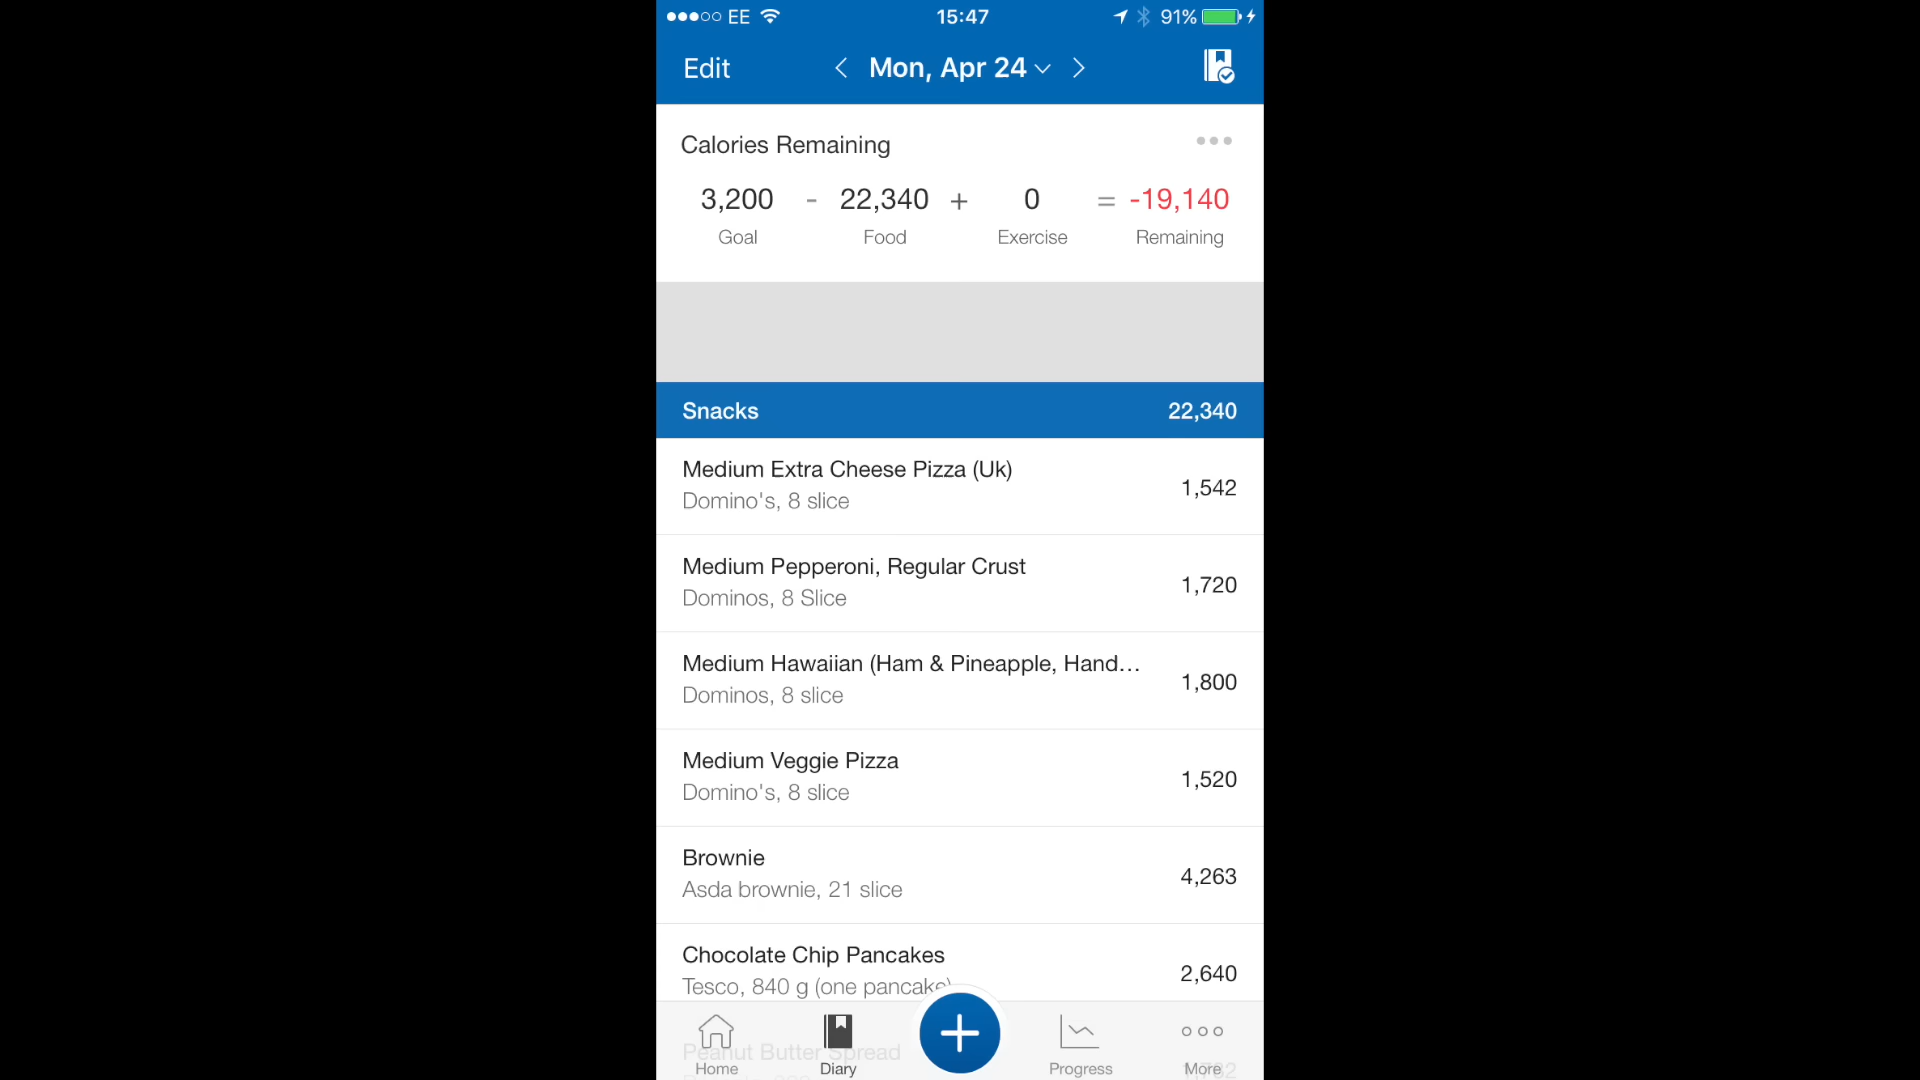 EE 15:47 91%
Edit Mon, Apr 24
Calories Remaining
3,200 - 22,340 + 0 = -19,140
Goal Food Exercise Remaining
Snacks 22,340
Medium Extra Cheese Pizza (Uk)
Domino's, 8 slice
1,542
Medium Pepperoni, Regular Crust
Dominos, 8 Slice
1,720
Medium Hawaiian (Ham & Pineapple, Hand...
Dominos, 8 slice
1,800
Medium Veggie Pizza
Domino's, 8 slice
1,520
Brownie
Asda brownie, 21 slice
4,263
Chocolate Chip Pancakes
Tesco, 840 g (one pancake)
2,640
Peanut Butter Spread
Home Diary Progress More